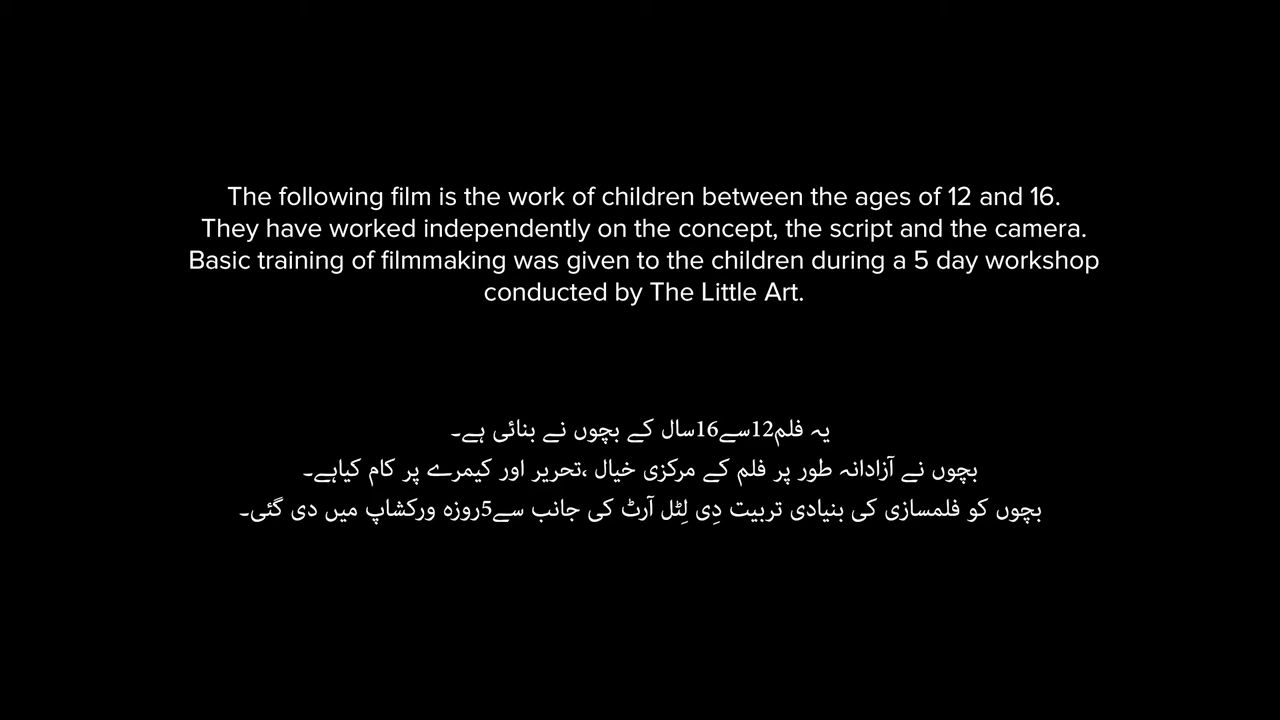 The following film is the work of children between the ages of 12 and 16.
They have worked independently on the concept, the script and the camera.
Basic training of filmmaking was given to the children during a 5 day workshop
conducted by The Little Art.
یہ فلم12سے16سال کے بچوں نے بنائی ہے۔
بچوں نے آزادانہ طور پر فلم کے مرکزی خیال ،تحریر اور کیمرے پر کام کیاہے۔
بچوں کو فلمسازی کی بنیادی تربیت دِی لِٹل آرٹ کی جانب سے5روزہ ورکشاپ میں دی گئی۔